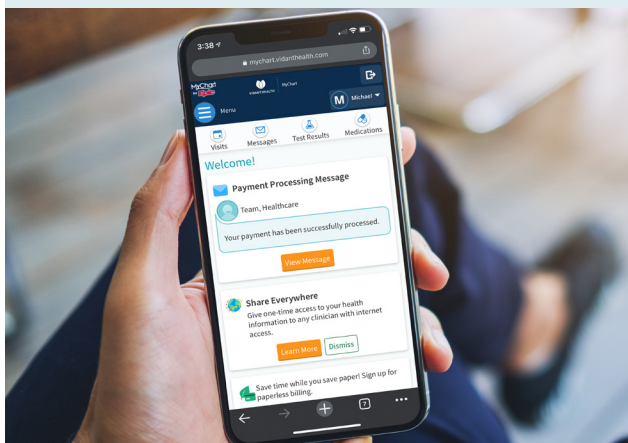 3:38
mychart.vidanthealth.com
MyChart
VIDANTHEALTH
MyChart
Menu
M Michael
Visits Messages Test Results Medications
Welcome!
Payment Processing Message
Team, Healthcare
Your payment has been successfully processed.
View Message
Share Everywhere
Give one-time access to your health
information to any clinician with internet
access.
Learn More Dismiss
Save time while you save paper! Sign up for
paperless billing.
7